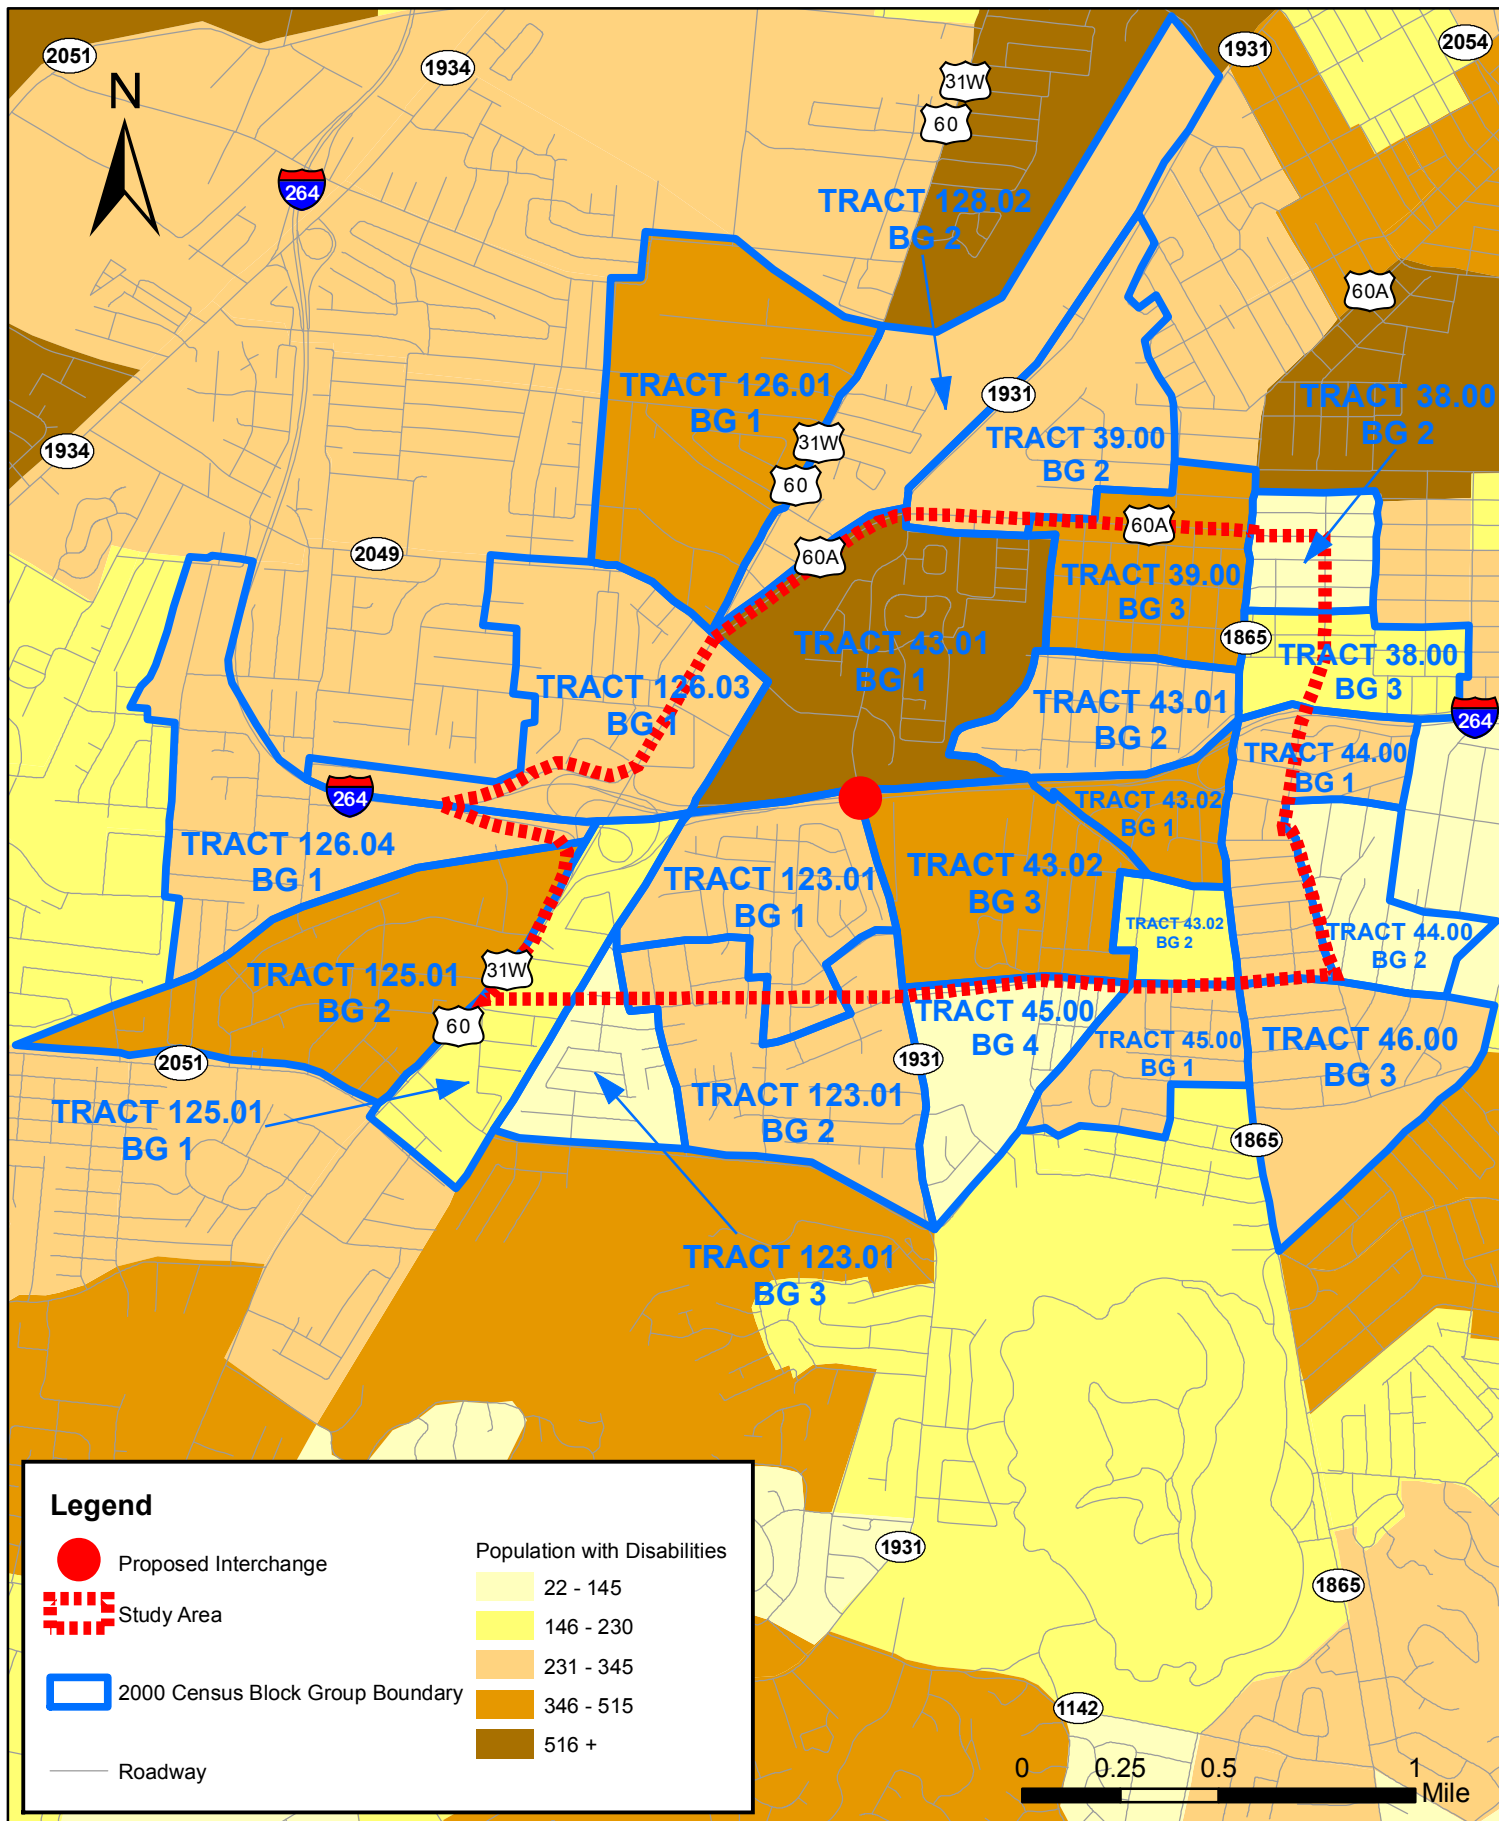 2051
1934
1931
2054
N
31W
60
264
TRACT 128.02
BG 2
60A
TRACT 126.01
BG 1
1931
TRACT 38.00
BG 2
31W
60
1934
TRACT 39.00
BG 2
2049
60A
60A
TRACT 39.00
BG 3
TRACT 43.01
BG 1
1865
TRACT 38.00
BG 3
TRACT 126.03
BG 1
TRACT 43.01
BG 2
264
TRACT 44.00
BG 1
264
TRACT 43.02
BG 1
TRACT 126.04
BG 1
TRACT 123.01
BG 1
TRACT 43.02
BG 3
TRACT 43.02
BG 2
TRACT 44.00
BG 2
31W
TRACT 125.01
BG 2
60
TRACT 45.00
BG 4
TRACT 45.00
BG 1
TRACT 46.00
BG 3
2051
1931
TRACT 125.01
BG 1
TRACT 123.01
BG 2
1865
TRACT 123.01
BG 3
Legend
Proposed Interchange
Study Area
2000 Census Block Group Boundary
Roadway
Population with Disabilities
22 - 145
146 - 230
231 - 345
346 - 515
516 +
1931
1865
1142
0 0.25 0.5 1
Mile